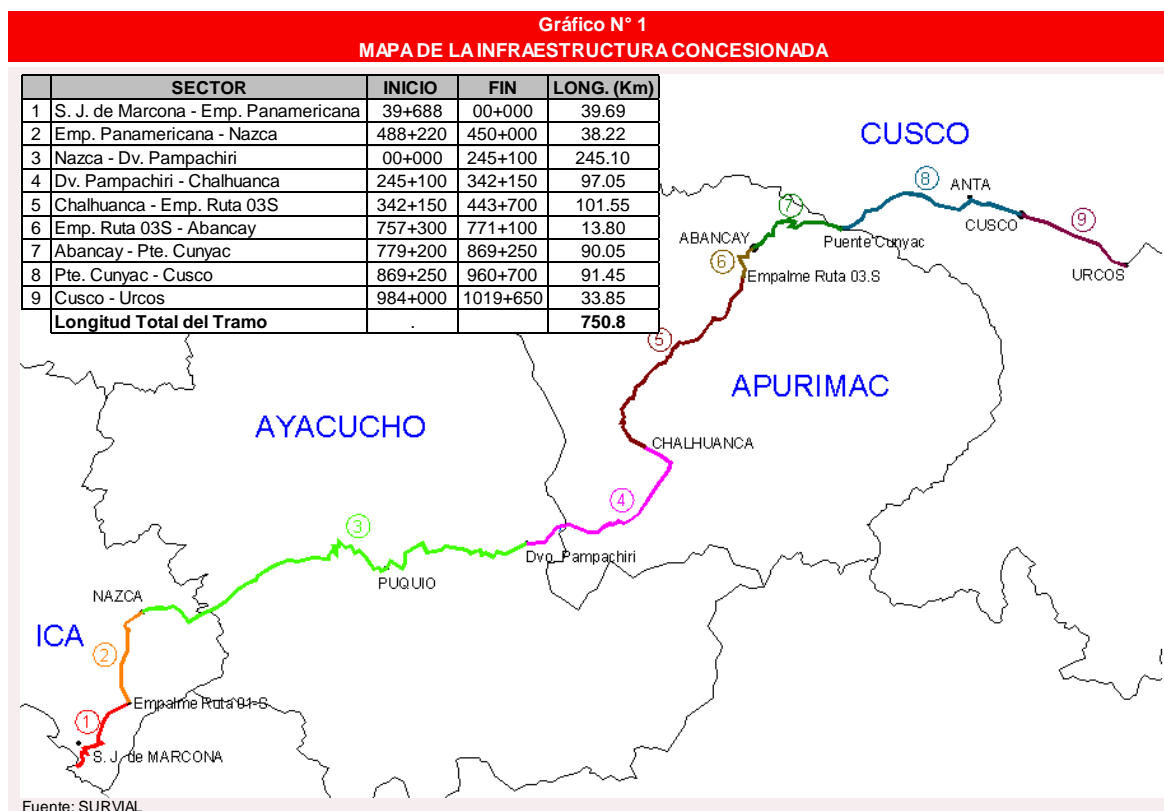 Gráfico N° 1
MAPA DE LA INFRAESTRUCTURA CONCESIONADA
SECTOR INICIO FIN LONG. (Km)
1 S. J. de Marcona - Emp. Panamericana 39+688 00+000 39.69
2 Emp. Panamericana - Nazca 488+220 450+000 38.22
3 Nazca - Dv. Pampachiri 00+000 245+100 245.10
4 Dv. Pampachiri - Chalhuanca 245+100 342+150 97.05
5 Chalhuanca - Emp. Ruta 03S 342+150 443+700 101.55
6 Emp. Ruta 03S - Abancay 757+300 771+100 13.80
7 Abancay - Pte. Cunyac 779+200 869+250 90.05
8 Pte. Cunyac - Cusco 869+250 960+700 91.45
9 Cusco - Urcos 984+000 1019+650 33.85
Longitud Total del Tramo . 750.8
CUSCO
8
ANTA
7
9
CUSCO
ABANCAY
Puente Cunyac
6
Empalme Ruta 03.S
URCOS
5
APURIMAC
AYACUCHO
CHALHUANCA
4
3
Dvo. Pampachiri
PUQUIO
NAZCA
ICA
2
Empalme Ruta 01-S
1
S. J. de MARCONA
Fuente: SURVIAL